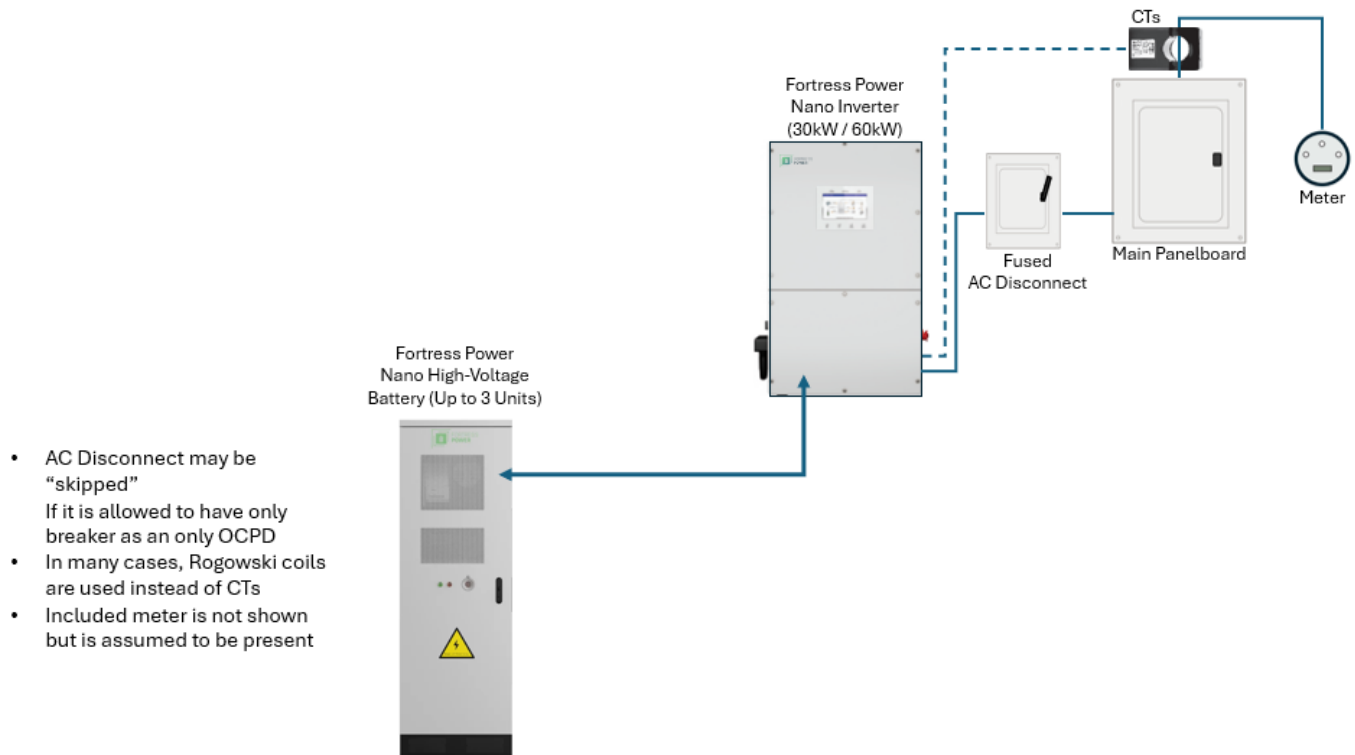 CTs
Fortress Power
Nano Inverter
(30kW / 60kW)
Meter
Fused
AC Disconnect
Main Panelboard
Fortress Power
Nano High-Voltage
Battery (Up to 3 Units)
FORTRESS
POWER
• AC Disconnect may be
“skipped”
If it is allowed to have only
breaker as an only OCPD
• In many cases, Rogowski coils
are used instead of CTs
• Included meter is not shown
but is assumed to be present